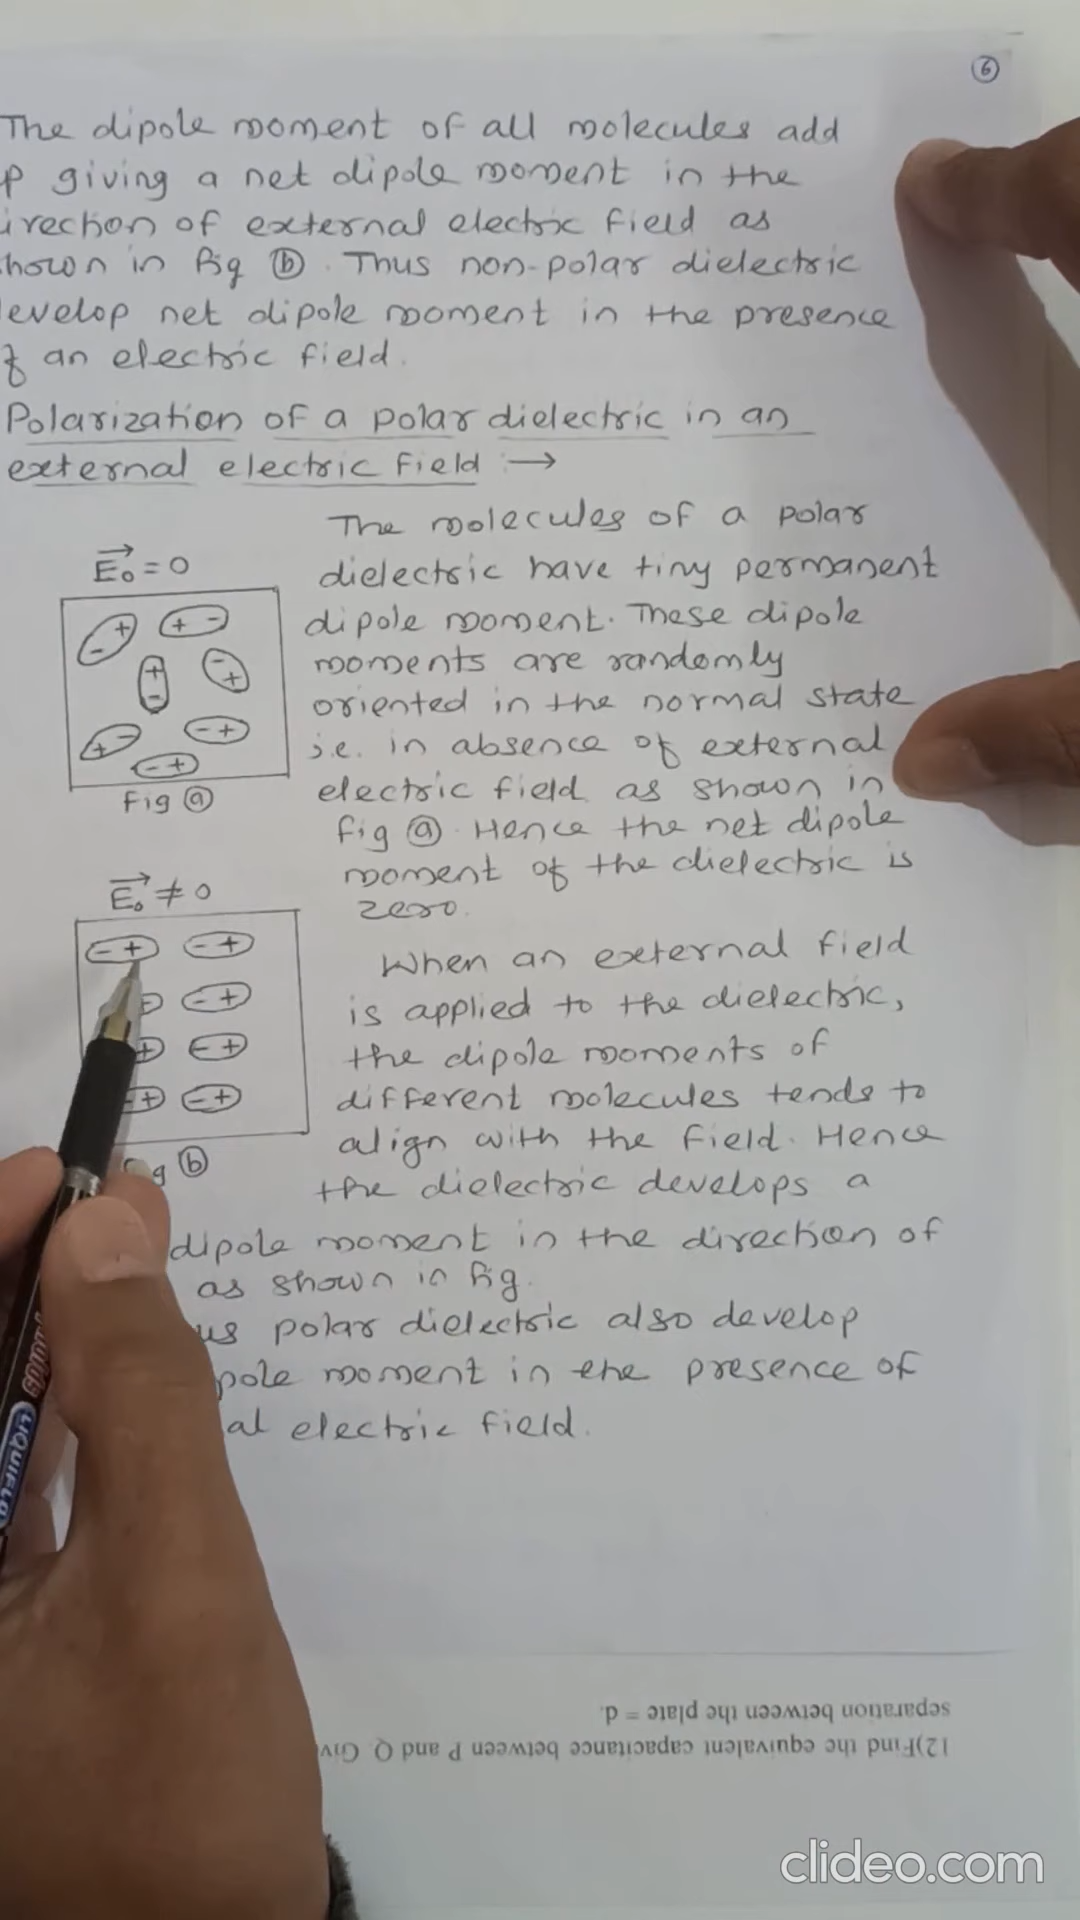 6
The dipole moment of all molecules add
p giving a net dipole moment in the
irection of external electric field as
hown in fig (b). Thus non-polar dielectric
evelop net dipole moment in the presence
f an electric field.
Polarization of a polar dielectric in an
external electric field :→
The molecules of a polar
dielectric have tiny permanent
dipole moment. These dipole
moments are randomly
oriented in the normal state
i.e. in absence of external
electric field as shown in
fig (a). Hence the net dipole
moment of the dielectric is
zero.
E₀ = 0
+ -
+ -
+ -
- +
+ -
- +
- +
Fig (a)
E₀ ≠ 0
- + - +
+ - +
+ - +
- + - +
g (b)
When an external field
is applied to the dielectric,
the dipole moments of
different molecules tends to
align with the field. Hence
the dielectric develops a
dipole moment in the direction of
as shown in fig.
us polar dielectric also develop
pole moment in the presence of
al electric field.
LIQUIFLO
12)Find the equivalent capacitance between P and Q. Giv
separation between the plate = d.
clideo.com